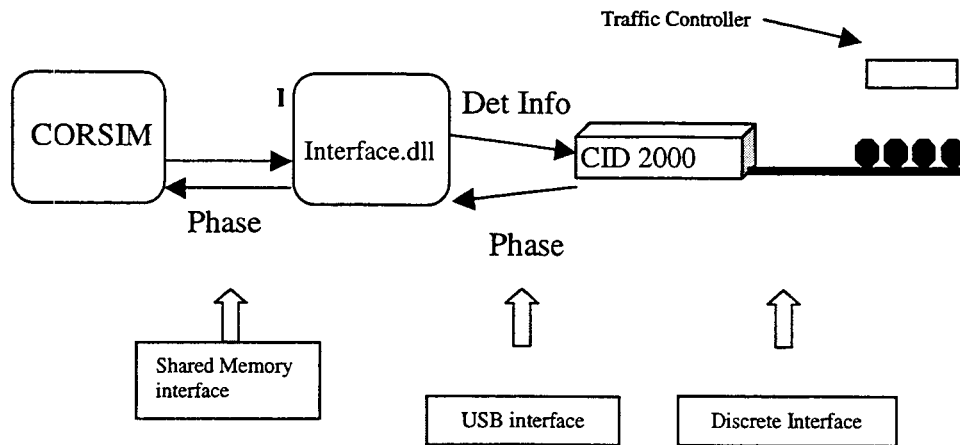 Traffic Controller
Det Info
CORSIM
Interface.dll
CID 2000
Phase
Phase
Shared Memory
interface
USB interface
Discrete Interface